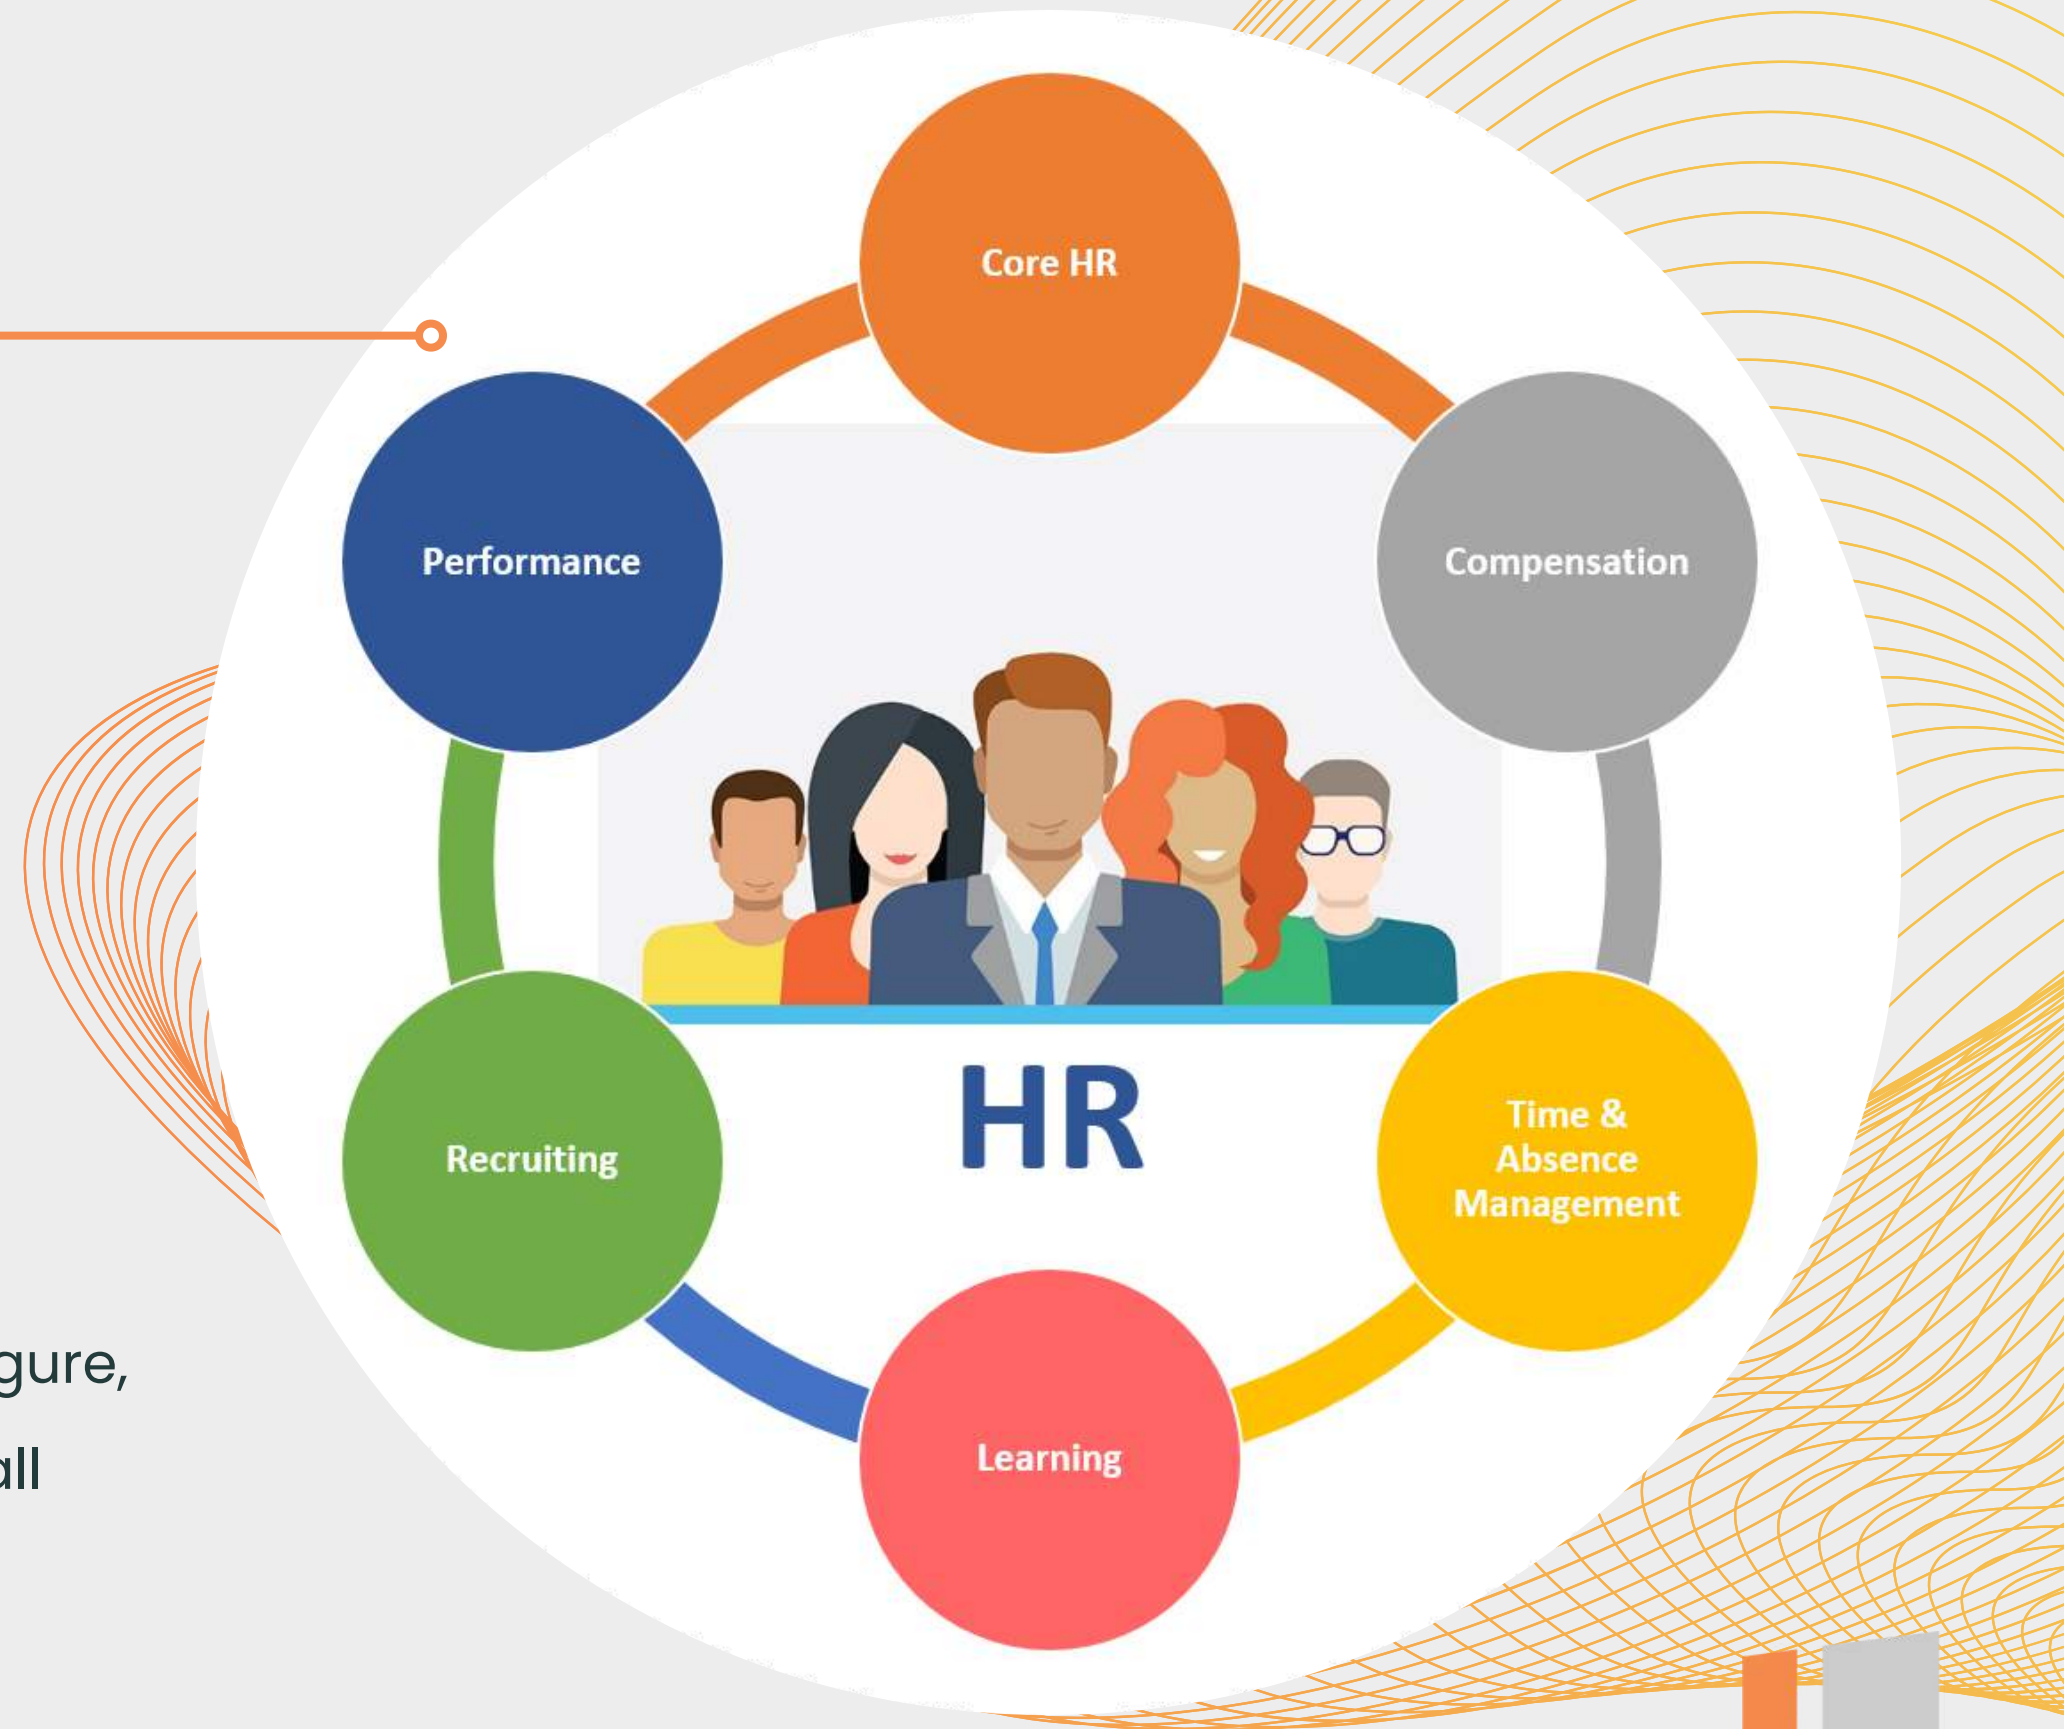 Core HR
Performance
Compensation
HR
Time &
Absence
Management
Recruiting
gure,
all
Learning